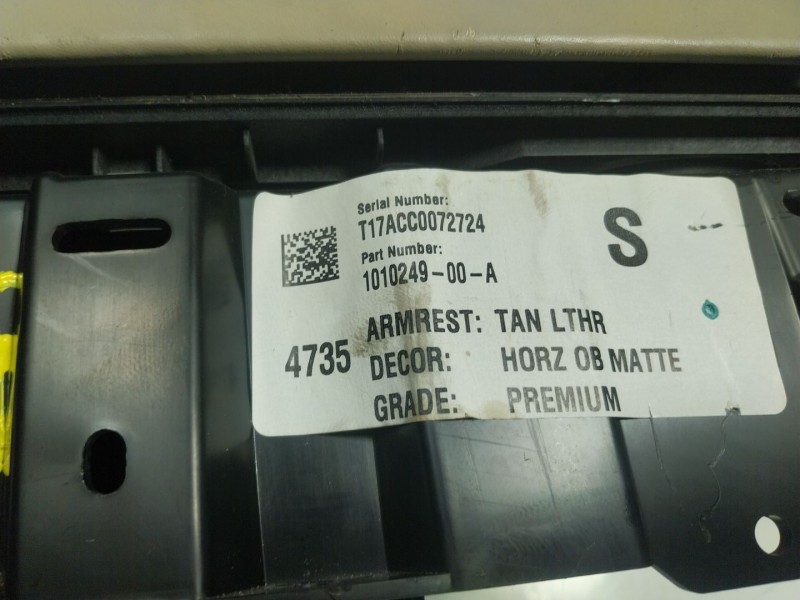 Serial Number:
T17ACC0072724
Part Number:
1010249-00-A
S
4735
ARMREST: TAN LTHR
DECOR: HORZ OB MATTE
GRADE: PREMIUM